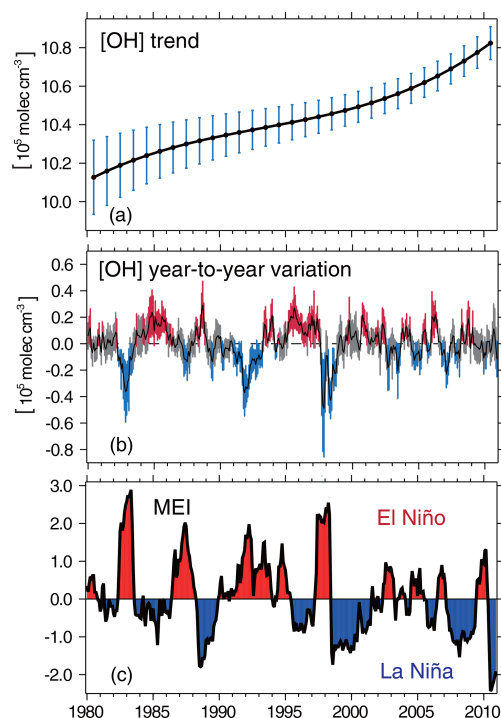 [OH] trend
10.8
10.6
10.4
10.2
10.0
[10⁵ molec cm⁻³]
(a)
[OH] year-to-year variation
0.6
0.4
0.2
0.0
-0.2
-0.4
-0.6
-0.8
[10⁵ molec cm⁻³]
(b)
MEI
El Niño
3.0
2.0
1.0
0.0
-1.0
-2.0
(c)
La Niña
1980 1985 1990 1995 2000 2005 2010